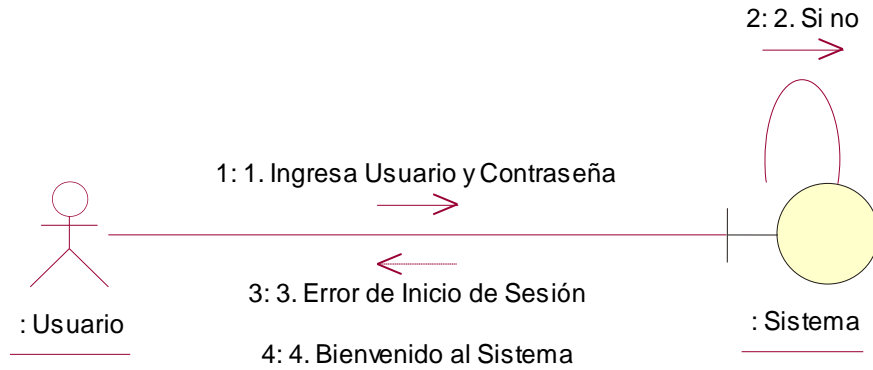 2: 2. Si no
1: 1. Ingresa Usuario y Contraseña
3: 3. Error de Inicio de Sesión
: Usuario
: Sistema
4: 4. Bienvenido al Sistema